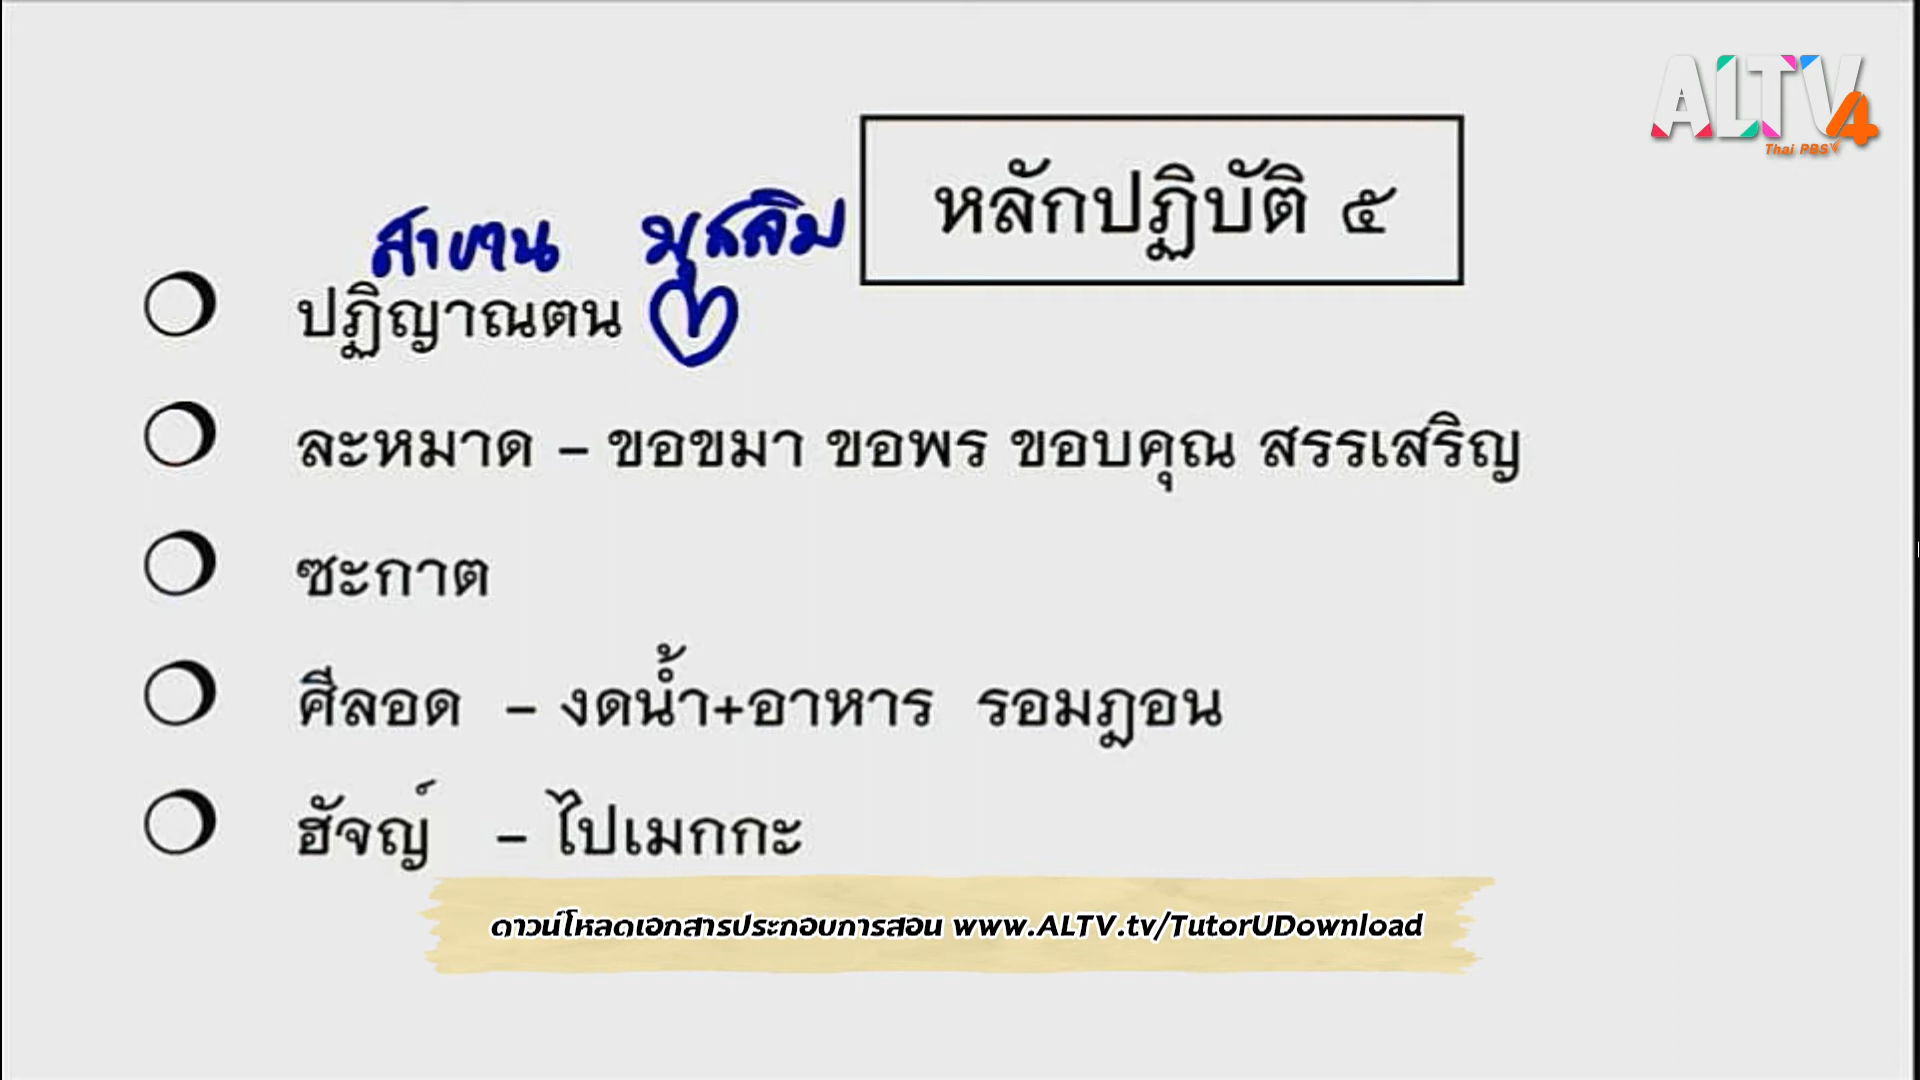 ALTV4
Thai PBS
หลักปฏิบัติ ๕
สาบาน มุสลิม
ปฏิญาณตน
ละหมาด - ขอขมา ขอพร ขอบคุณ สรรเสริญ
ซะกาต
ศีลอด - งดน้ำ+อาหาร รอมฎอน
ฮัจญ์ - ไปเมกกะ
ดาวน์โหลดเอกสารประกอบการสอน www.ALTV.tv/TutorUDownload